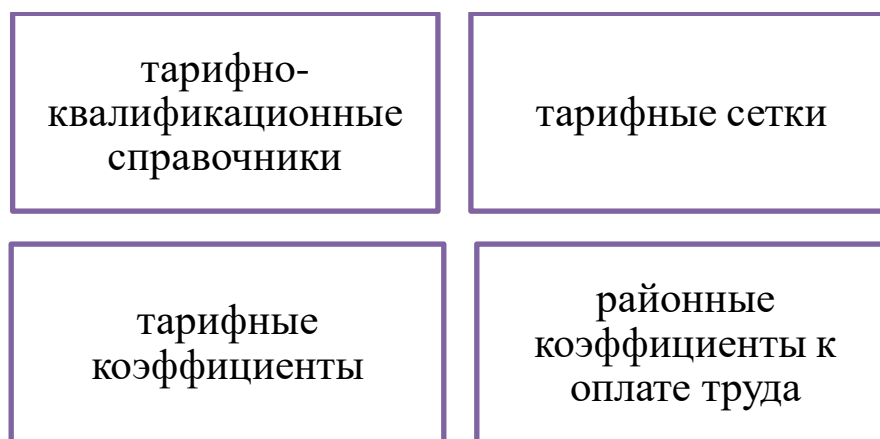 тарифно-
квалификационные
справочники
тарифные сетки
тарифные
коэффициенты
районные
коэффициенты к
оплате труда